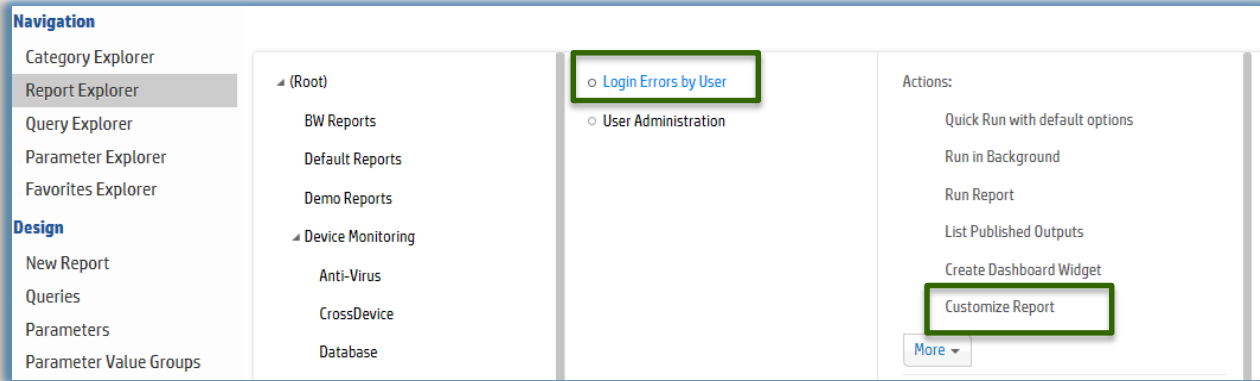 Navigation
Category Explorer
Report Explorer
Query Explorer
Parameter Explorer
Favorites Explorer
Design
New Report
Queries
Parameters
Parameter Value Groups
(Root)
BW Reports
Default Reports
Demo Reports
Device Monitoring
Anti-Virus
CrossDevice
Database
Login Errors by User
User Administration
Actions:
Quick Run with default options
Run in Background
Run Report
List Published Outputs
Create Dashboard Widget
Customize Report
More